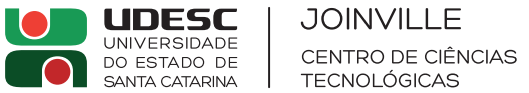 UDESC
UNIVERSIDADE
DO ESTADO DE
SANTA CATARINA
JOINVILLE
CENTRO DE CIÊNCIAS
TECNOLÓGICAS